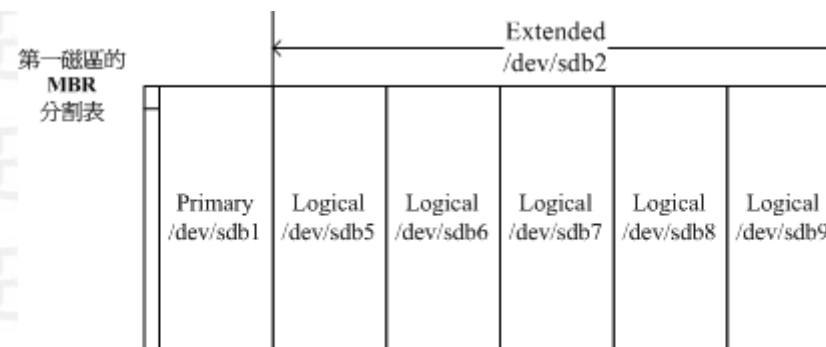 第一磁區的
MBR
分割表
Extended
/dev/sdb2
Primary
/dev/sdb1
Logical
/dev/sdb5
Logical
/dev/sdb6
Logical
/dev/sdb7
Logical
/dev/sdb8
Logical
/dev/sdb9